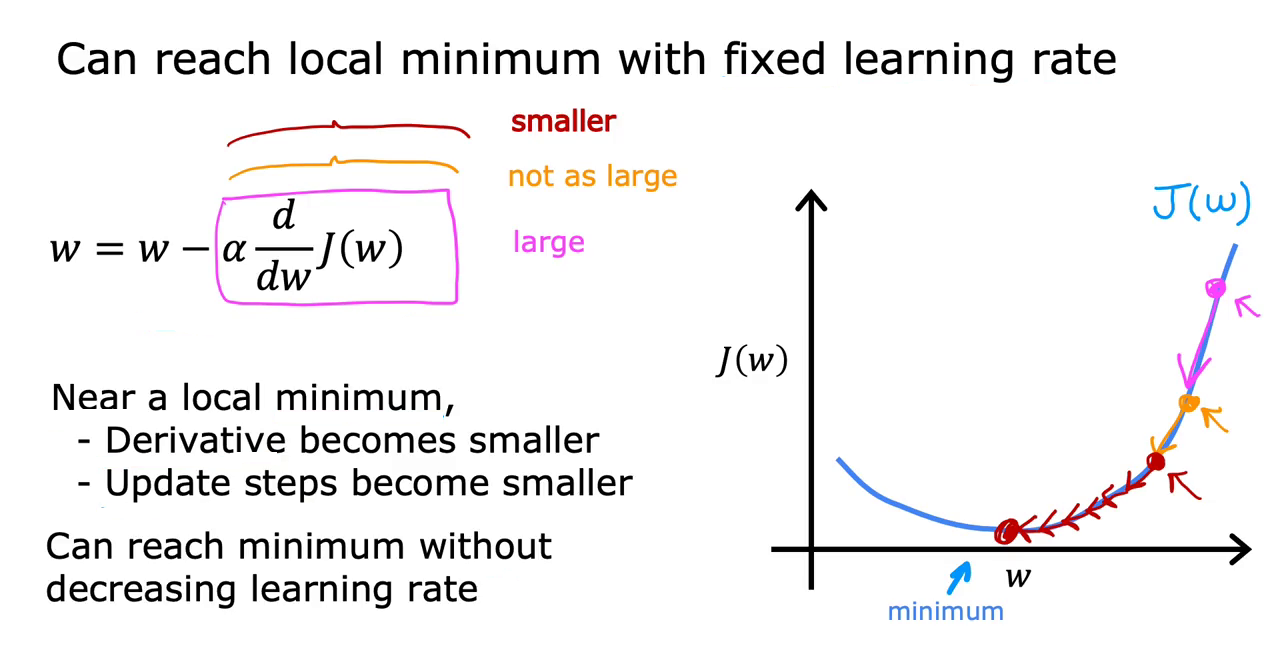 Can reach local minimum with fixed learning rate
smaller
not as large
large
w = w − α d/dw J(w)
Near a local minimum,
- Derivative becomes smaller
- Update steps become smaller
Can reach minimum without
decreasing learning rate
J(w)
J(w)
w
minimum